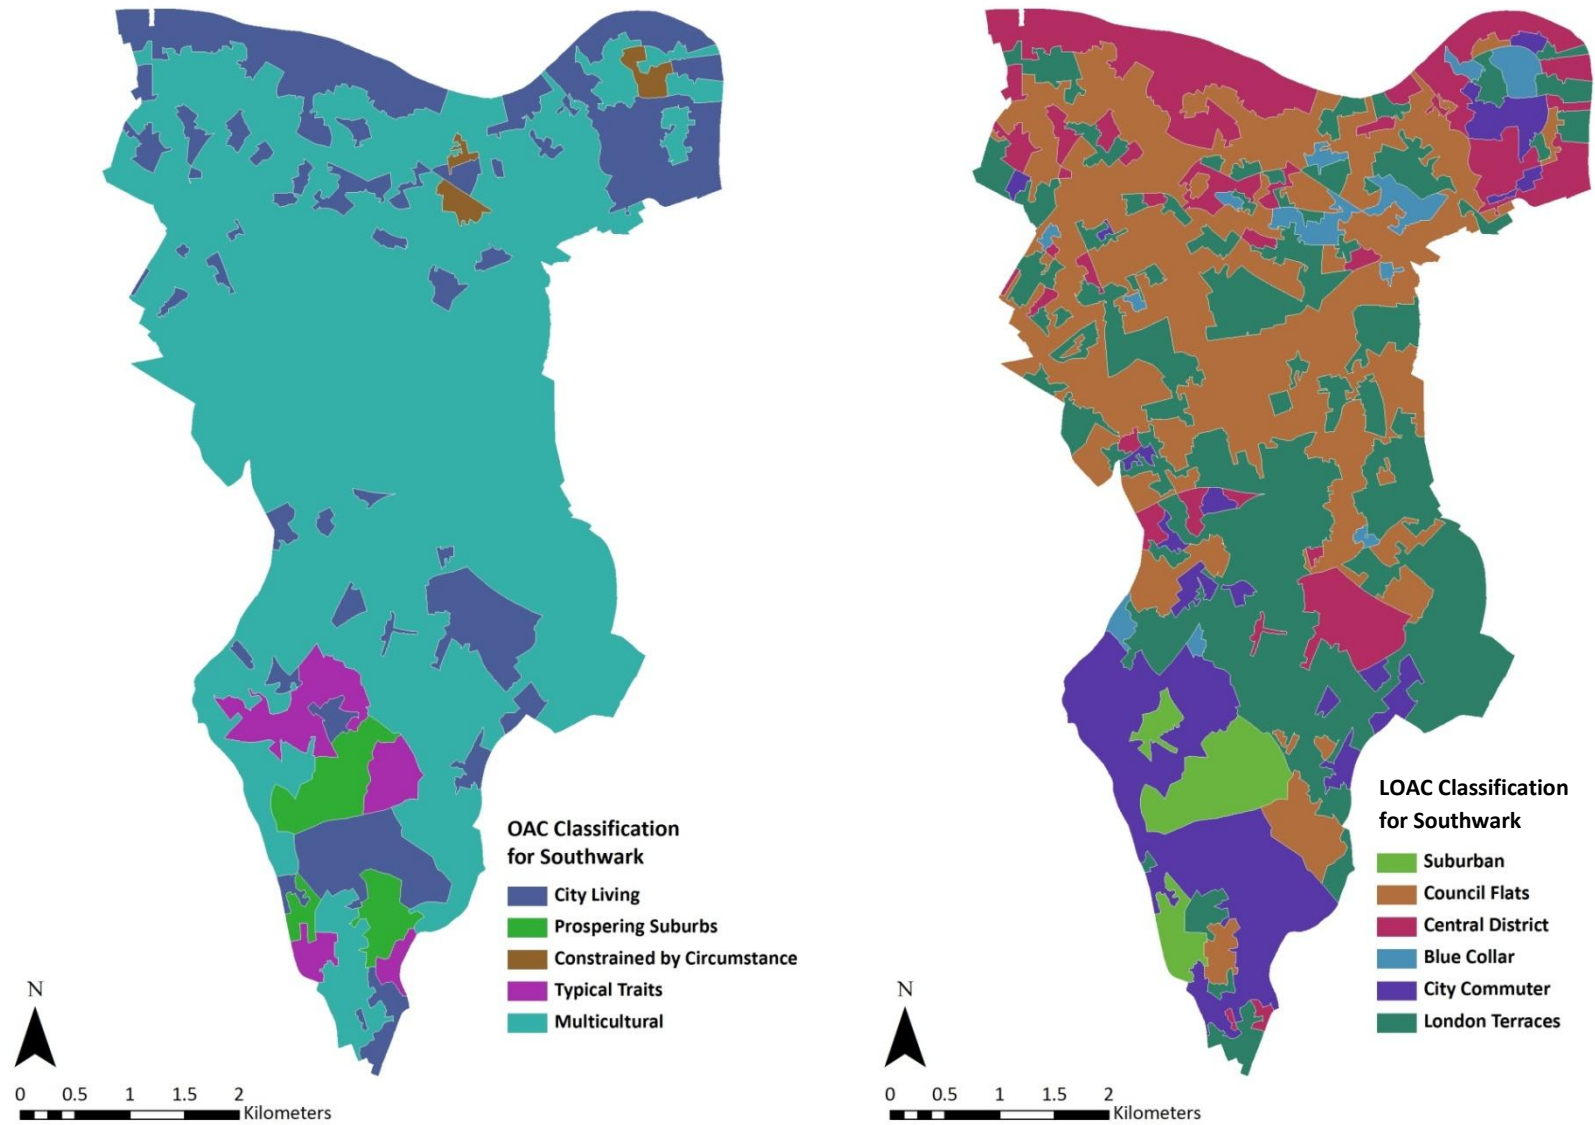 OAC Classification
for Southwark
City Living
Prospering Suburbs
Constrained by Circumstance
Typical Traits
Multicultural
N
0 0.5 1 1.5 2
Kilometers
LOAC Classification
for Southwark
Suburban
Council Flats
Central District
Blue Collar
City Commuter
London Terraces
N
0 0.5 1 1.5 2
Kilometers